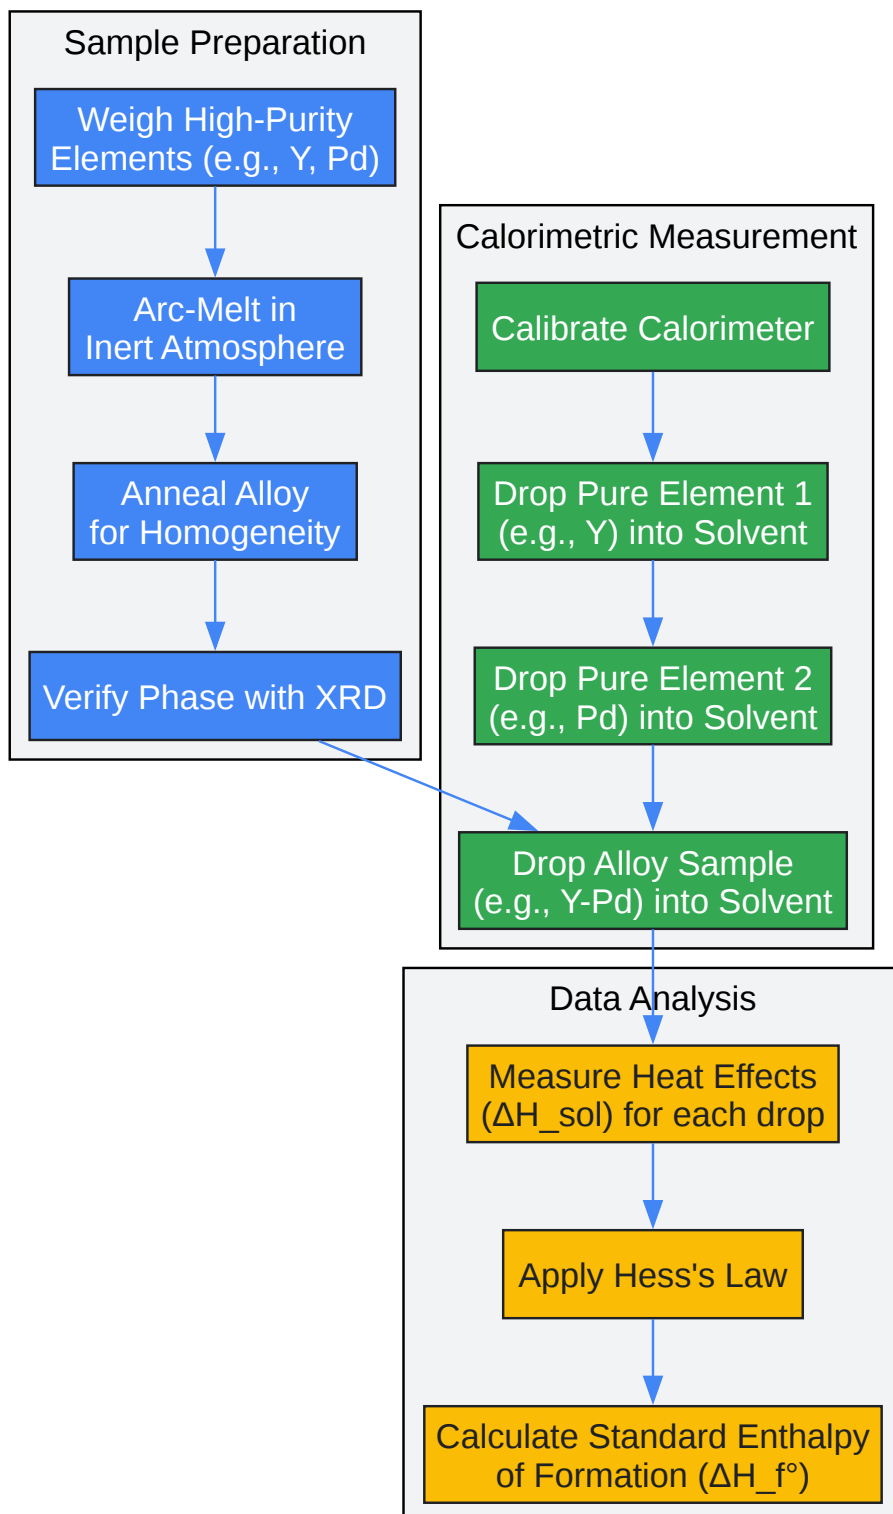 Sample Preparation
Weigh High-Purity
Elements (e.g., Y, Pd)
Arc-Melt in
Inert Atmosphere
Anneal Alloy
for Homogeneity
Verify Phase with XRD
Calorimetric Measurement
Calibrate Calorimeter
Drop Pure Element 1
(e.g., Y) into Solvent
Drop Pure Element 2
(e.g., Pd) into Solvent
Drop Alloy Sample
(e.g., Y-Pd) into Solvent
Data Analysis
Measure Heat Effects
(ΔH_sol) for each drop
Apply Hess's Law
Calculate Standard Enthalpy
of Formation (ΔH_f°)